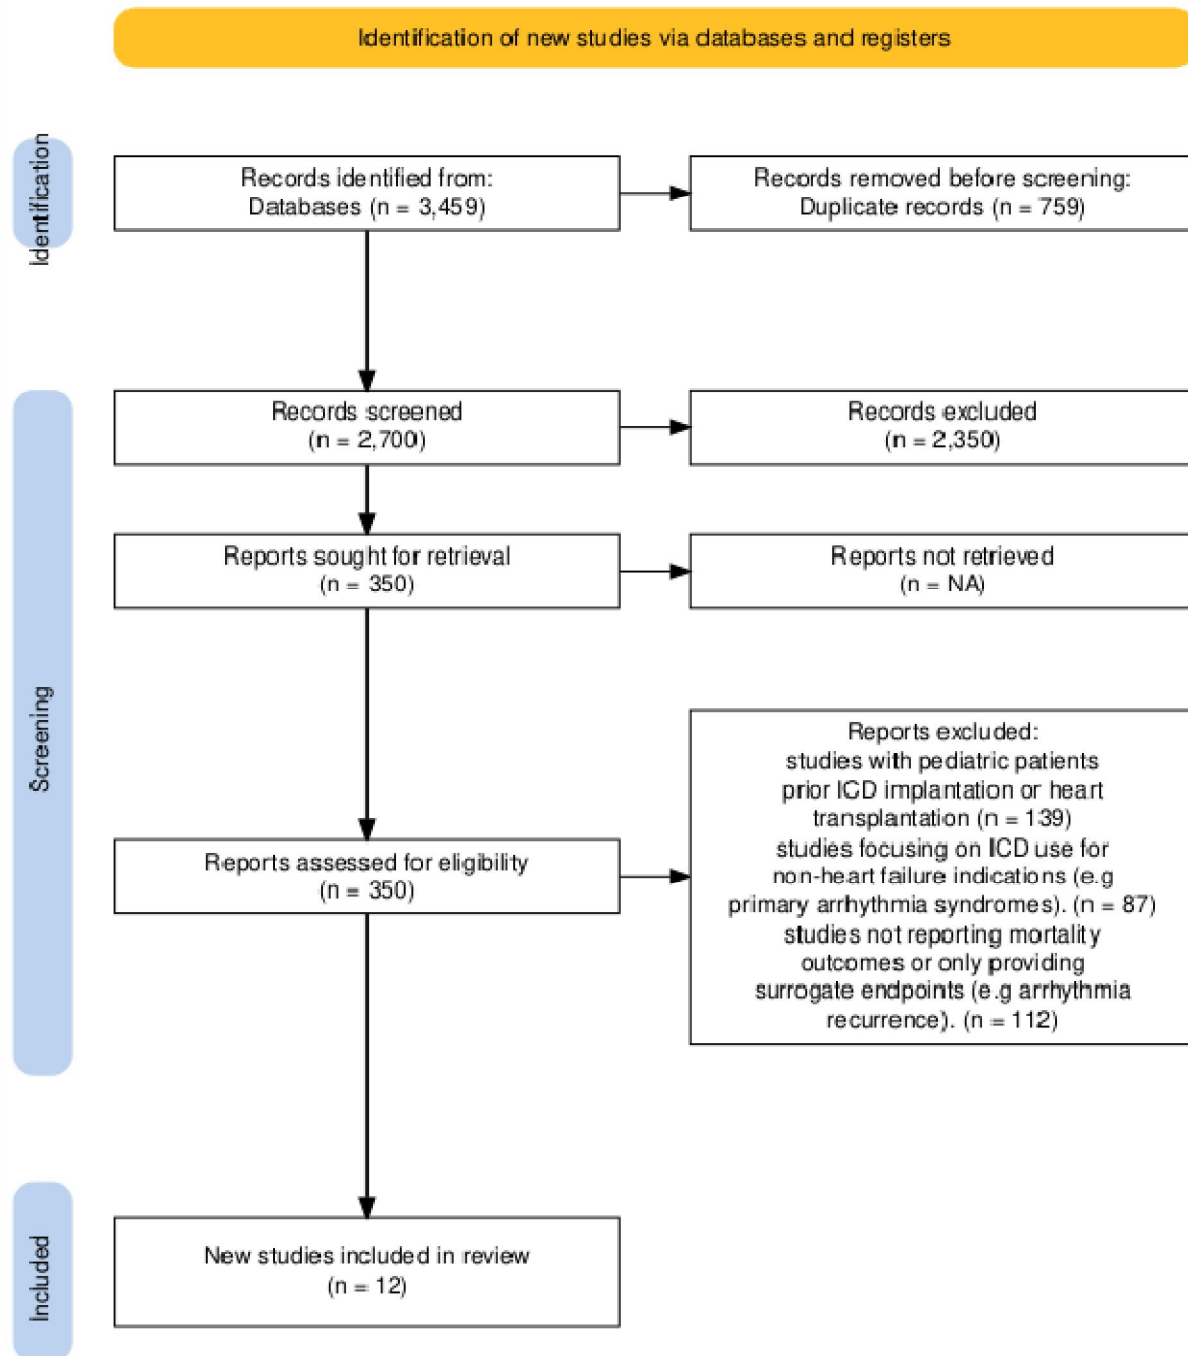 Identification of new studies via databases and registers
Identification
Records identified from:
Databases (n = 3,459)
Records removed before screening:
Duplicate records (n = 759)
Screening
Records screened
(n = 2,700)
Records excluded
(n = 2,350)
Reports sought for retrieval
(n = 350)
Reports not retrieved
(n = NA)
Reports assessed for eligibility
(n = 350)
Reports excluded:
studies with pediatric patients
prior ICD implantation or heart
transplantation (n = 139)
studies focusing on ICD use for
non-heart failure indications (e.g
primary arrhythmia syndromes). (n = 87)
studies not reporting mortality
outcomes or only providing
surrogate endpoints (e.g arrhythmia
recurrence). (n = 112)
Included
New studies included in review
(n = 12)